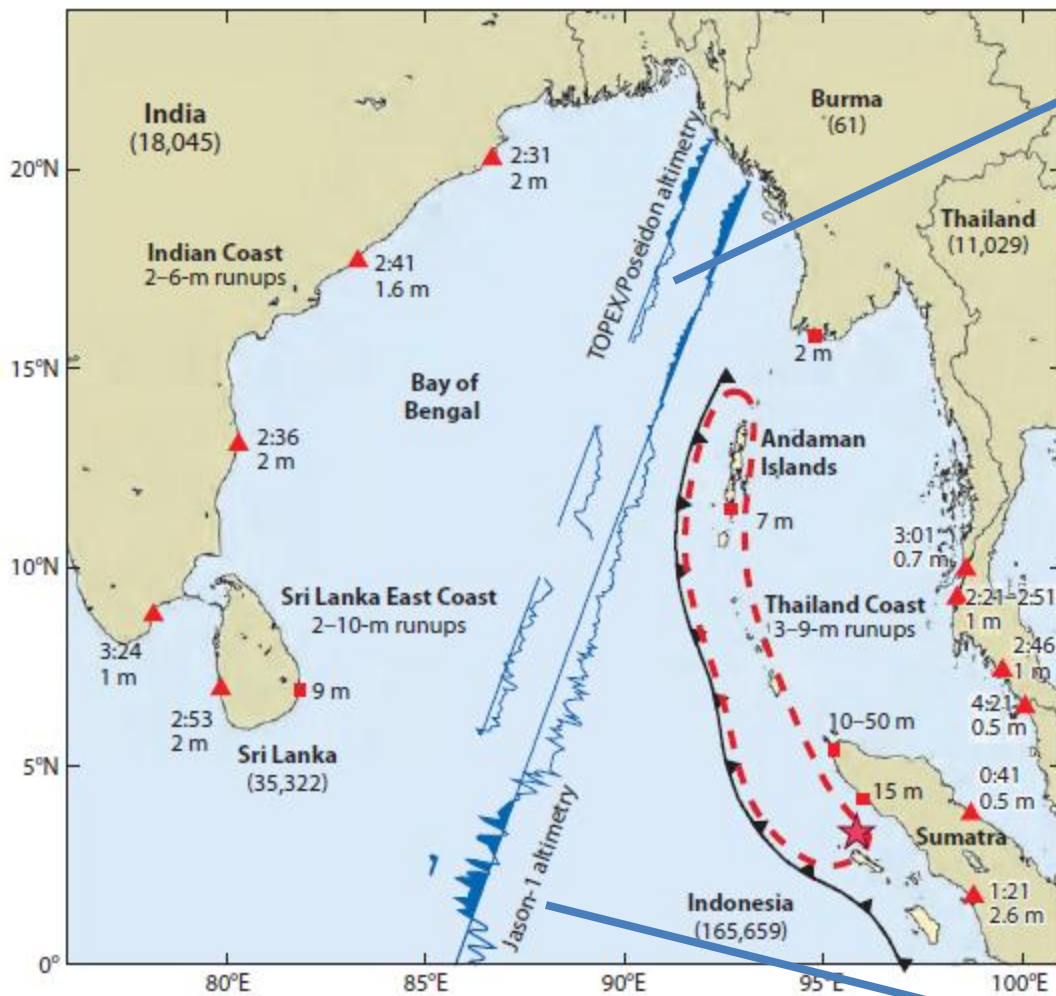 India
(18,045)
Burma
(61)
20°N
2:31
2 m
TOPEX/Poseidon altimetry
Thailand
(11,029)
Indian Coast
2–6-m runups
2:41
1.6 m
15°N
2 m
Bay of
Bengal
2:36
2 m
Andaman
Islands
7 m
10°N
3:01
0.7 m
Sri Lanka East Coast
2–10-m runups
Thailand Coast
3–9-m runups
2:21–2:51
1 m
3:24
1 m
2:46
1 m
9 m
2:53
2 m
4:21
0.5 m
10–50 m
Sri Lanka
(35,322)
5°N
15 m
0:41
0.5 m
Sumatra
Jason-1 altimetry
Indonesia
(165,659)
1:21
2.6 m
0°
80°E
85°E
90°E
95°E
100°E